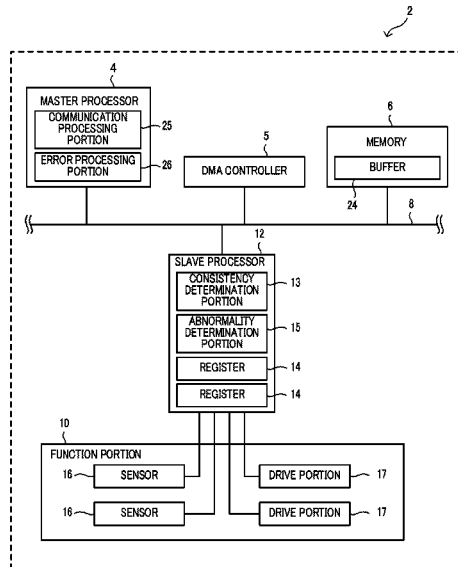 2
4
MASTER PROCESSOR
COMMUNICATION
PROCESSING
PORTION
25
ERROR PROCESSING
PORTION
26
5
DMA CONTROLLER
6
MEMORY
BUFFER
24
8
12
SLAVE PROCESSOR
CONSISTENCY
DETERMINATION
PORTION
13
ABNORMALITY
DETERMINATION
PORTION
15
REGISTER
14
REGISTER
14
10
FUNCTION PORTION
16
SENSOR
DRIVE PORTION
17
16
SENSOR
DRIVE PORTION
17